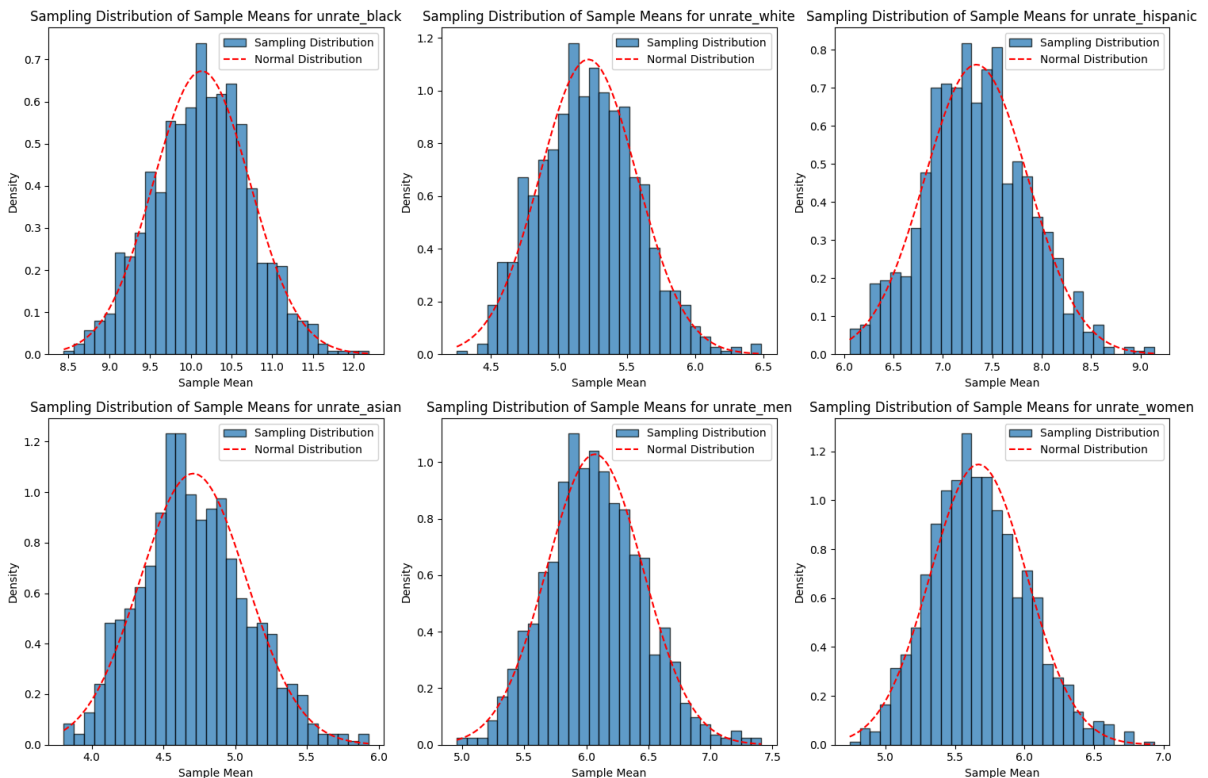 Sampling Distribution of Sample Means for unrate_black
Sampling Distribution
Normal Distribution
0.7
0.6
0.5
0.4
0.3
0.2
0.1
0.0
Density
8.5 9.0 9.5 10.0 10.5 11.0 11.5 12.0
Sample Mean
Sampling Distribution of Sample Means for unrate_white
Sampling Distribution
Normal Distribution
1.2
1.0
0.8
0.6
0.4
0.2
0.0
Density
4.5 5.0 5.5 6.0 6.5
Sample Mean
Sampling Distribution of Sample Means for unrate_hispanic
Sampling Distribution
Normal Distribution
0.8
0.7
0.6
0.5
0.4
0.3
0.2
0.1
0.0
Density
6.0 6.5 7.0 7.5 8.0 8.5 9.0
Sample Mean
Sampling Distribution of Sample Means for unrate_asian
Sampling Distribution
Normal Distribution
1.2
1.0
0.8
0.6
0.4
0.2
0.0
Density
4.0 4.5 5.0 5.5 6.0
Sample Mean
Sampling Distribution of Sample Means for unrate_men
Sampling Distribution
Normal Distribution
1.0
0.8
0.6
0.4
0.2
0.0
Density
5.0 5.5 6.0 6.5 7.0 7.5
Sample Mean
Sampling Distribution of Sample Means for unrate_women
Sampling Distribution
Normal Distribution
1.2
1.0
0.8
0.6
0.4
0.2
0.0
Density
5.0 5.5 6.0 6.5 7.0
Sample Mean